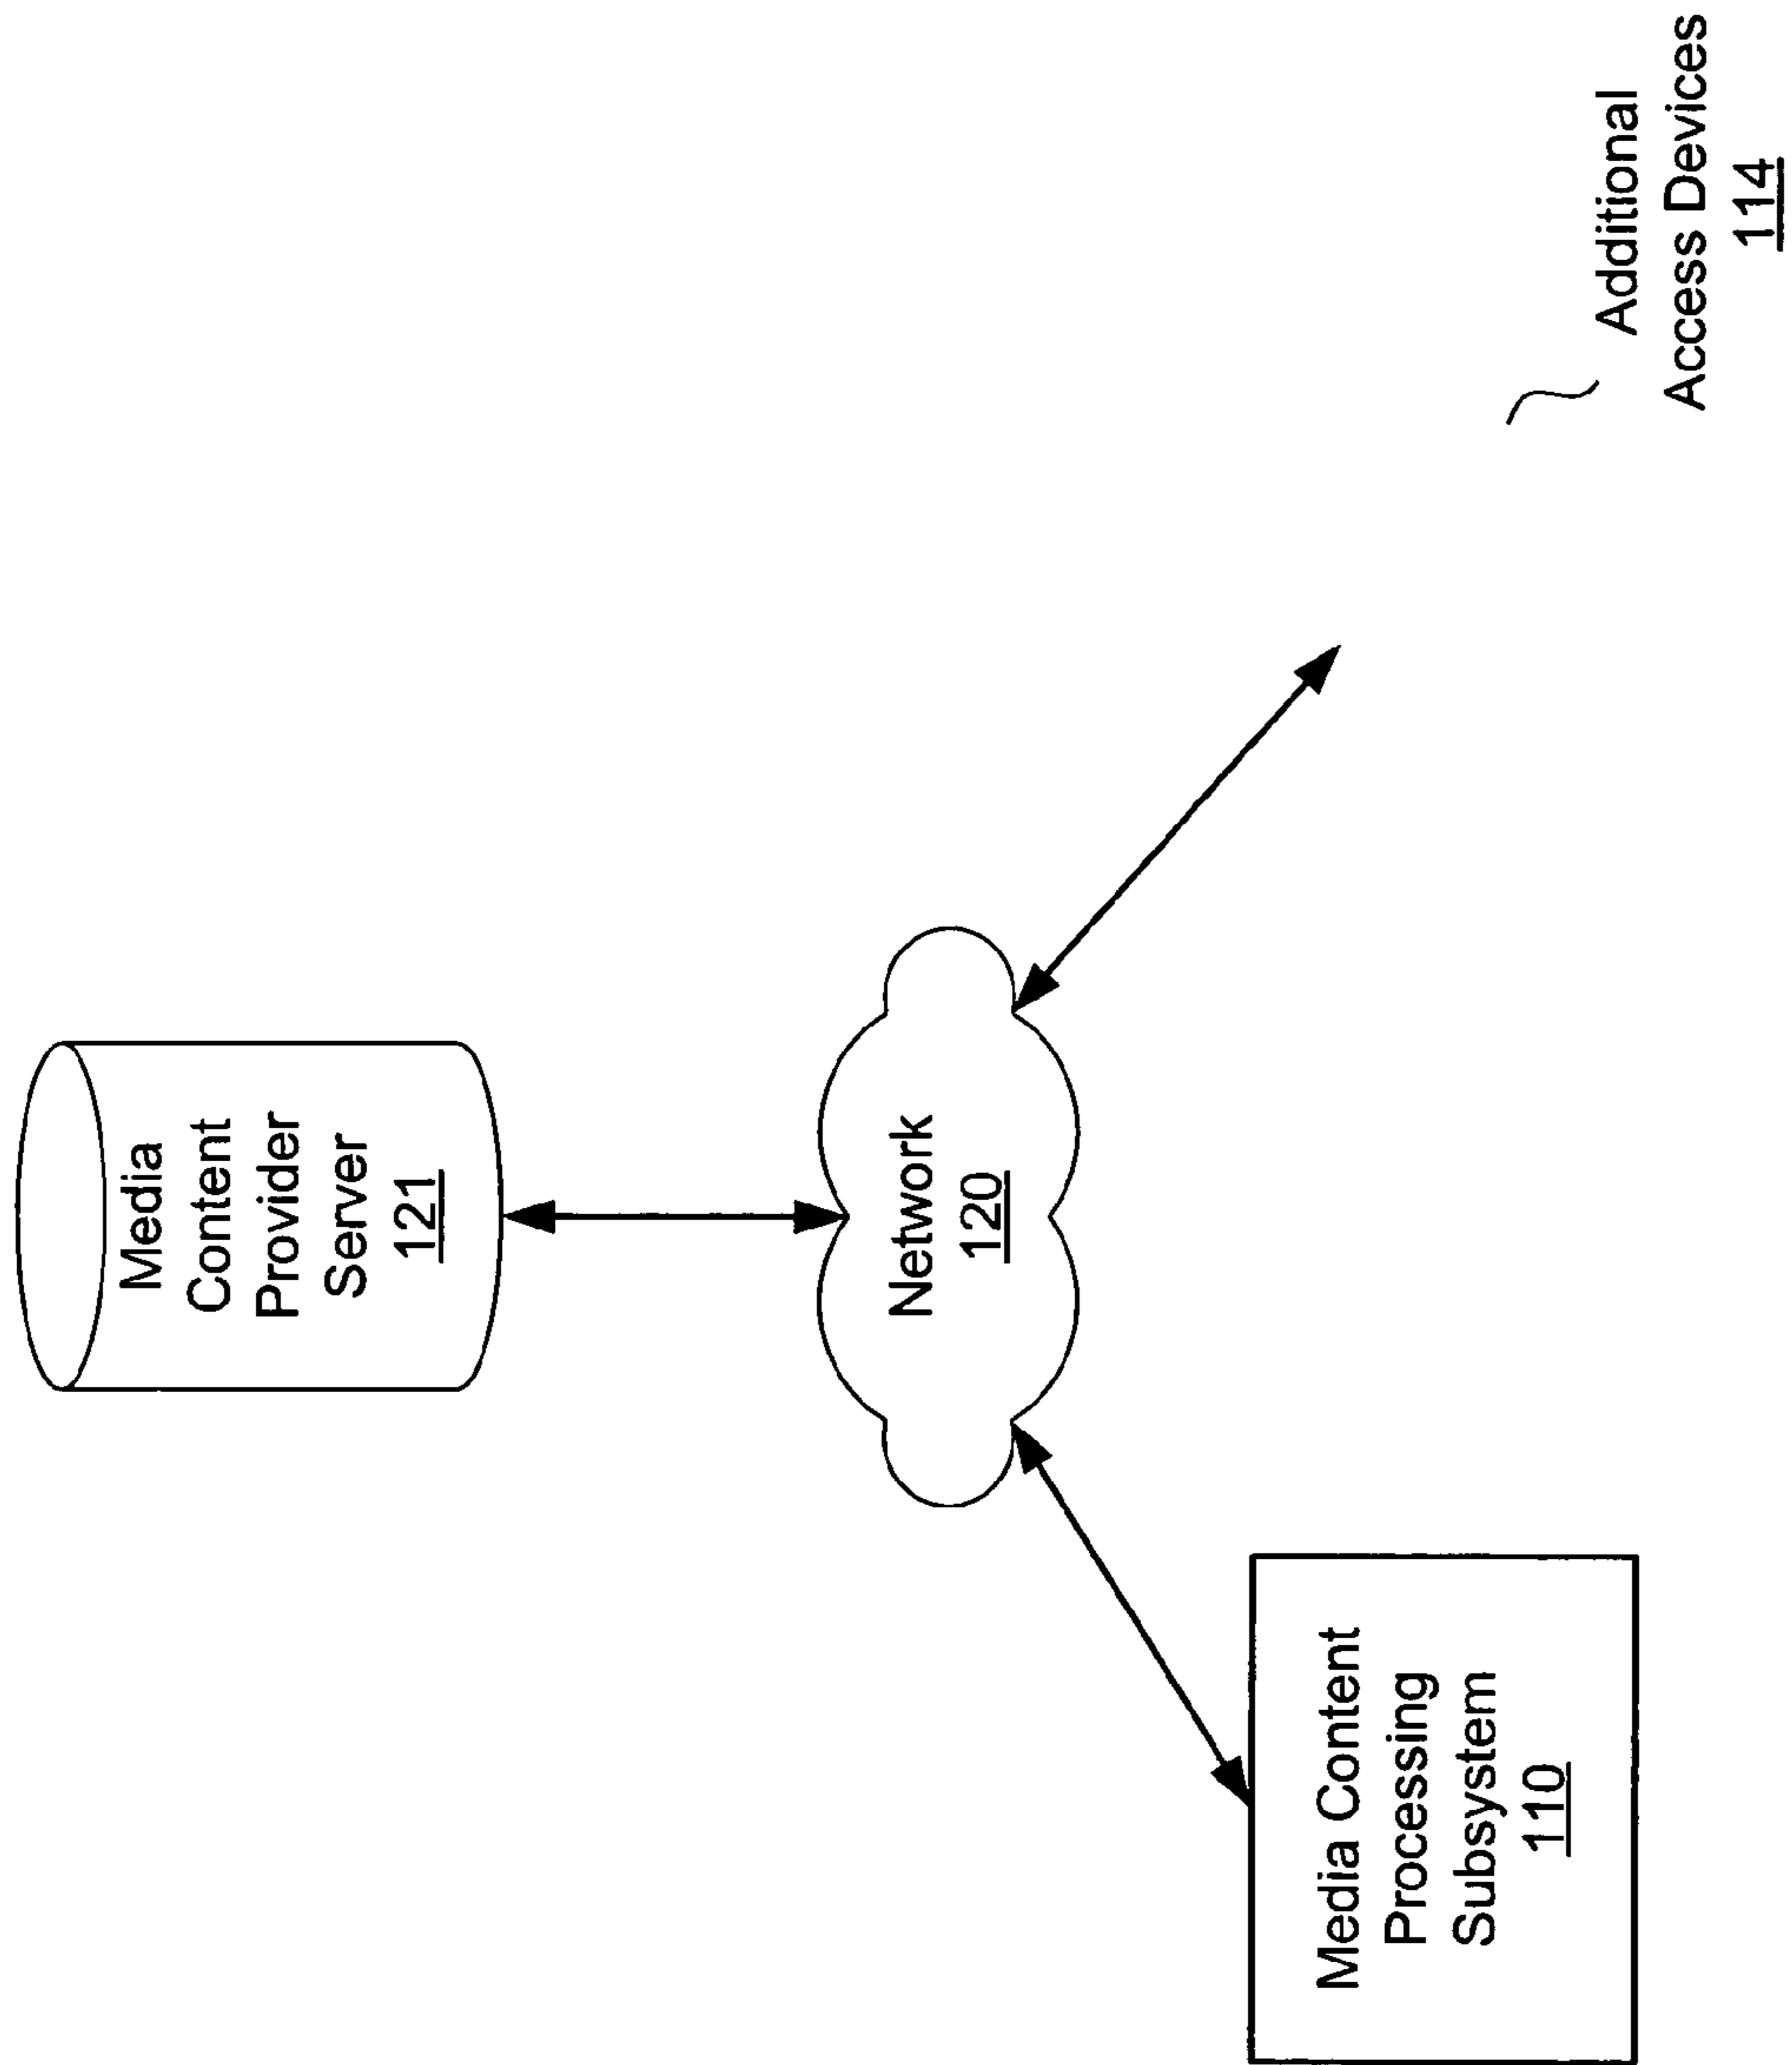 Media
Content
Provider
Server
121
Network
120
Media Content
Processing
Subsystem
110
Additional
Access Devices
114